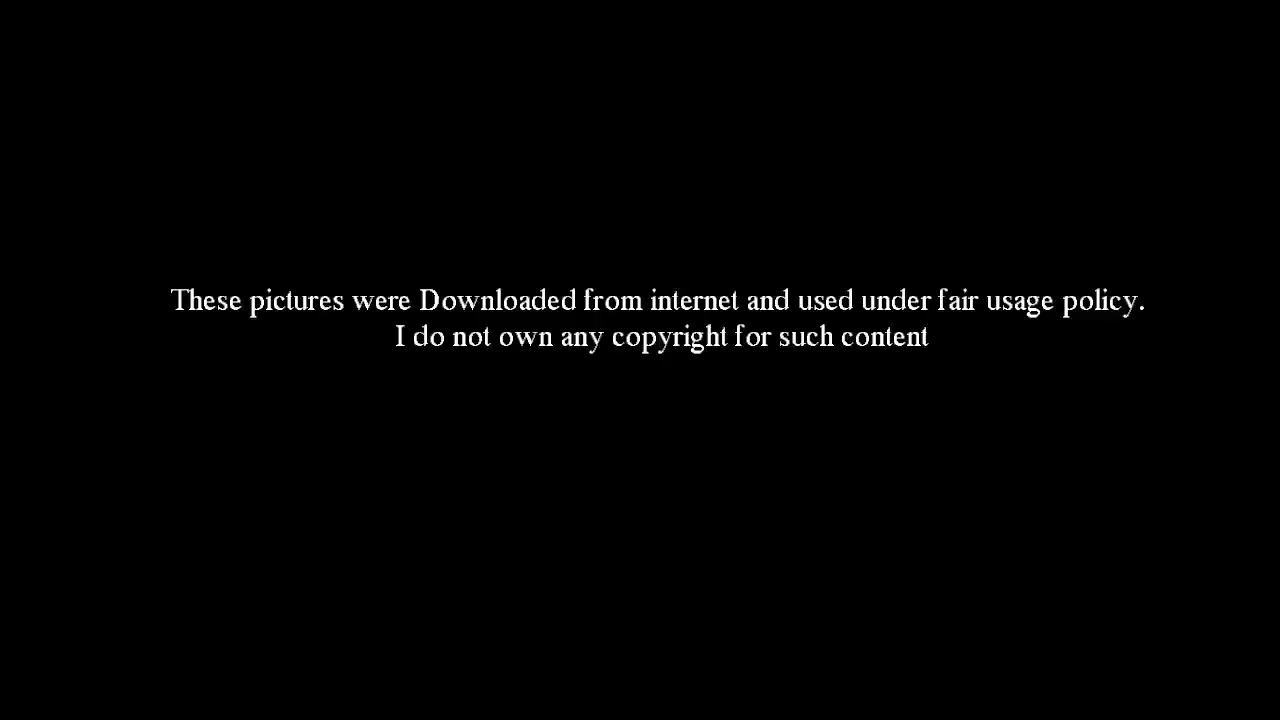 These pictures were Downloaded from internet and used under fair usage policy.
I do not own any copyright for such content